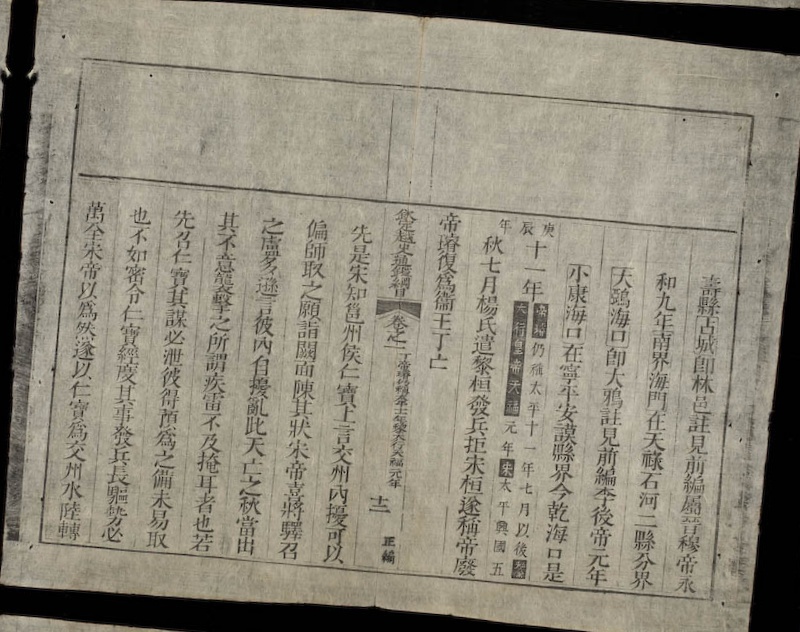 壽縣古城卽林邑註見前編屬晉穆帝永
和九年南界海門在天祿石河二縣分界
大鴉海口卽大鴉註見前編李後帝元年
小康海口在寧平安謨縣界今乾海口是
庚辰年
十一年
仍稱太平十一年七月以後
大行皇帝天福元年宋太平興國五
年秋七月楊氏遣黎桓發兵拒宋桓遂稱帝廢
帝璿復爲衞王丁亡
欽定越史通鑑綱目
卷之一
丁帝璿仍稱太平十一年黎大行天福元年
十二
正編
先是宋知邕州侯仁寶上言交州內擾可以
偏師取之願詣闕面陳其狀宋帝喜將驛召
之盧多遜言彼內自擾亂此天亡之秋當出
其不意襲擊之所謂疾雷不及掩耳者也若
先召仁寶其謀必泄彼得預爲之備未易取
也不如密令仁寶經度其事發兵長驅勢必
萬全宋帝以爲然遂以仁寶爲交州水陸轉